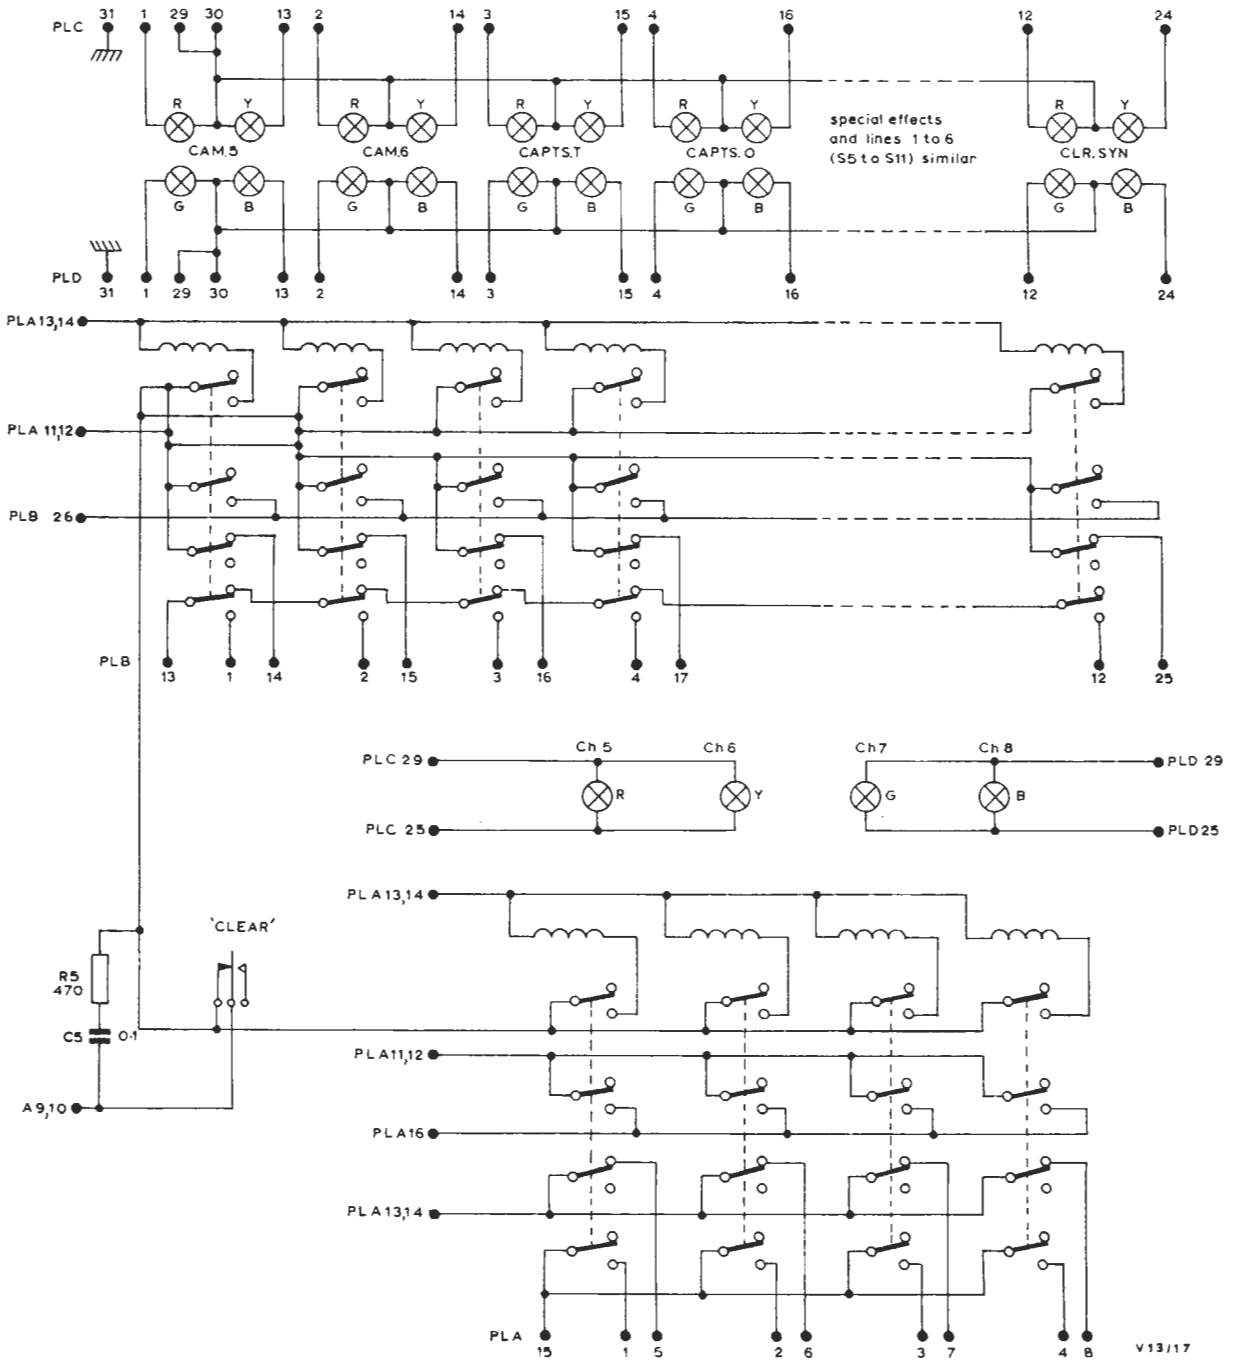 PLC 31 1 29 30 13 2 14 3 15 4 16 12 24
R Y R Y R Y R Y R Y
CAM.5 CAM.6 CAPTS.T CAPTS.O CLR.SYN
special effects
and lines 1 to 6
(S5 to S11) similar
G B G B G B G B G B
PLD 31 1 29 30 13 2 14 3 15 4 16 12 24
PLA 13,14
PLA 11,12
PLB 26
PLB 13 1 14 2 15 3 16 4 17 12 25
Ch 5 Ch 6 Ch 7 Ch 8
PLC 29 PLD 29
R Y G B
PLC 25 PLD 25
PLA 13,14
'CLEAR'
R5
470
C5 0·1
PLA 11,12
A 9,10
PLA 16
PLA 13,14
PLA 15 1 5 2 6 3 7 4 8
V 13/17